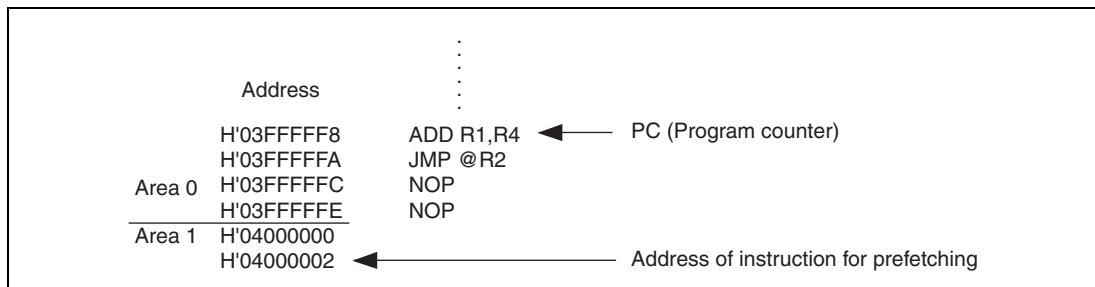 Address
H'03FFFFF8 ADD R1,R4 PC (Program counter)
H'03FFFFFA JMP @R2
Area 0 H'03FFFFFC NOP
H'03FFFFFE NOP
Area 1 H'04000000
H'04000002 Address of instruction for prefetching